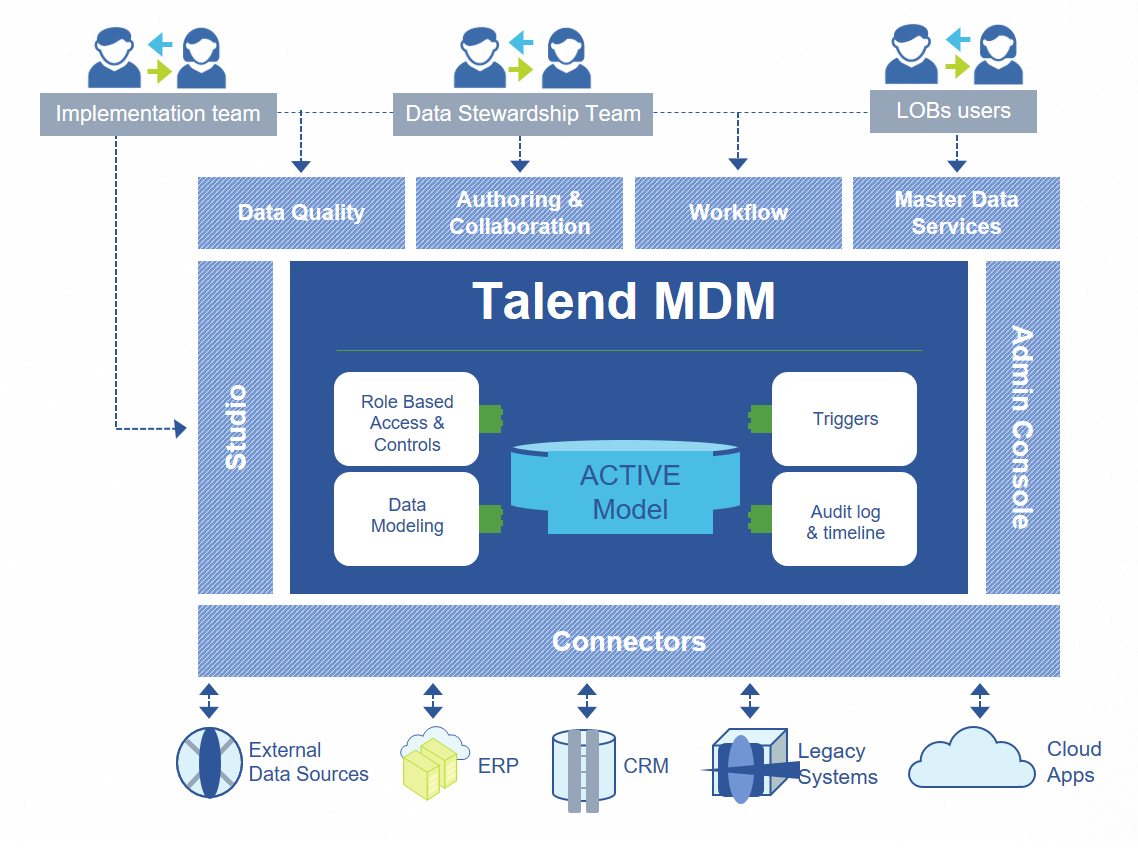 Implementation team
Data Stewardship Team
LOBs users
Data Quality
Authoring &
Collaboration
Workflow
Master Data
Services
Studio
Talend MDM
Role Based
Access &
Controls
Data
Modeling
ACTIVE
Model
Triggers
Audit log
& timeline
Admin Console
Connectors
External
Data Sources
ERP
CRM
Legacy
Systems
Cloud
Apps